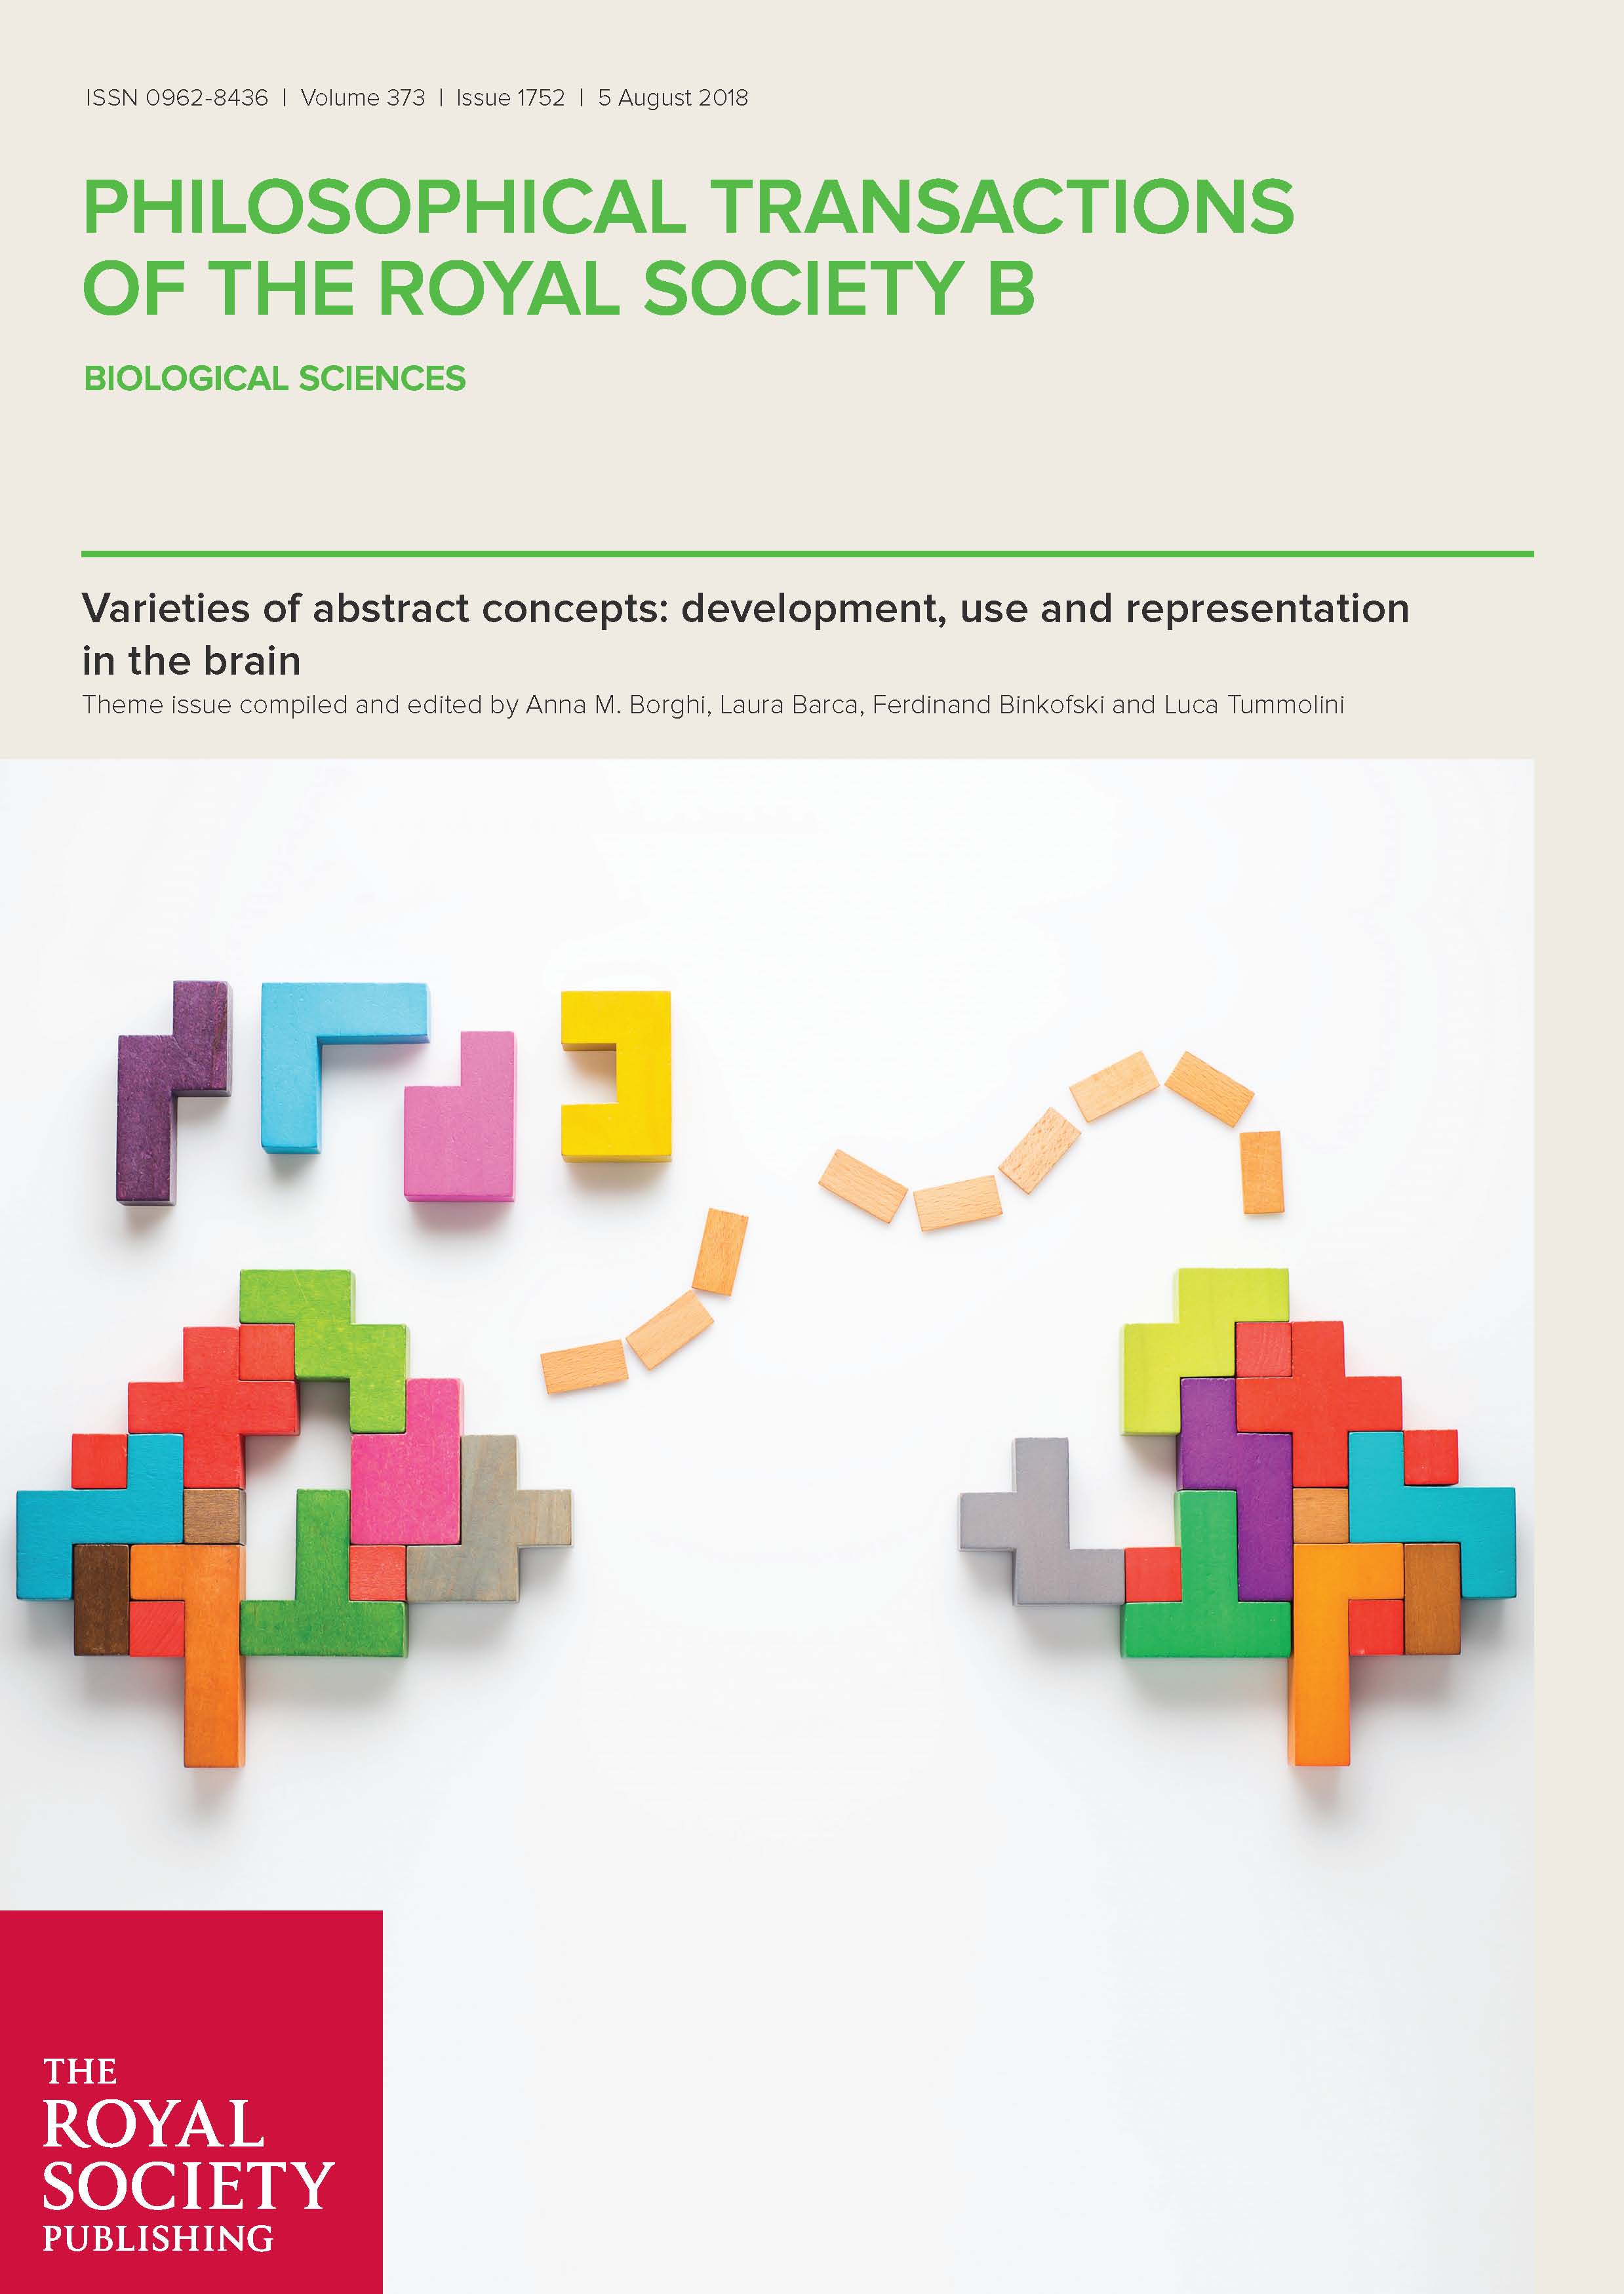 ISSN 0962-8436 | Volume 373 | Issue 1752 | 5 August 2018
PHILOSOPHICAL TRANSACTIONS
OF THE ROYAL SOCIETY B
BIOLOGICAL SCIENCES
Varieties of abstract concepts: development, use and representation
in the brain
Theme issue compiled and edited by Anna M. Borghi, Laura Barca, Ferdinand Binkofski and Luca Tummolini
THE
ROYAL
SOCIETY
PUBLISHING